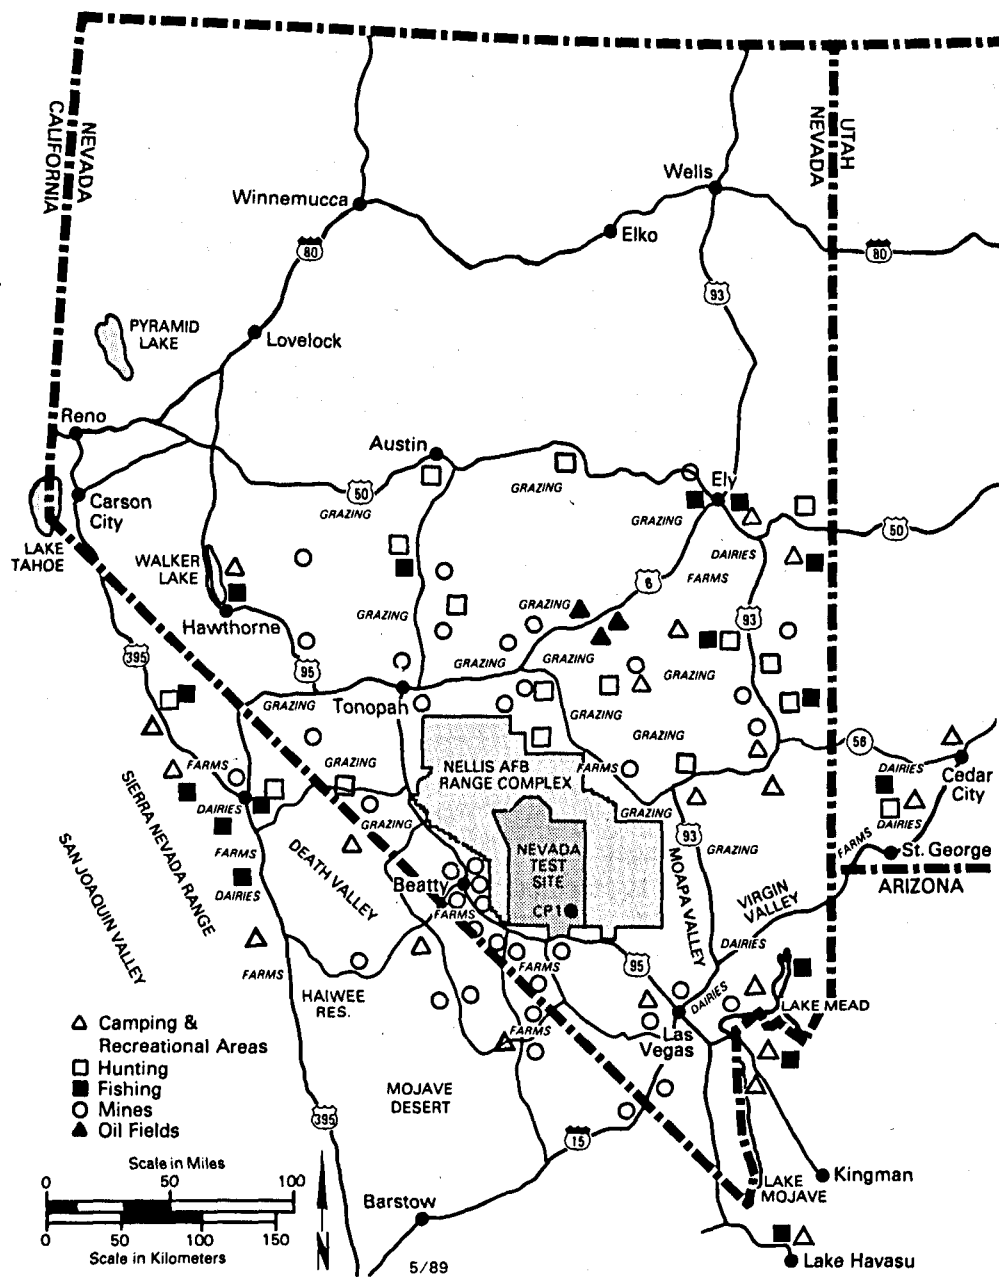 NEVADA
CALIFORNIA
UTAH
NEVADA
Wells
Winnemucca
Elko
80
80
93
PYRAMID
LAKE
Lovelock
Reno
Austin
Ely
50
GRAZING
GRAZING
GRAZING
50
Carson
City
LAKE
TAHOE
WALKER
LAKE
DAIRIES
FARMS
6
Hawthorne
GRAZING
GRAZING
93
395
95
GRAZING
GRAZING
GRAZING
GRAZING
Tonopah
GRAZING
GRAZING
56
NELLIS AFB
RANGE COMPLEX
FARMS
GRAZING
FARMS
DAIRIES
Cedar
City
SIERRA NEVADA RANGE
DAIRIES
GRAZING
GRAZING
DAIRIES
93
GRAZING
FARMS
St. George
ARIZONA
SAN JOAQUIN VALLEY
FARMS
DEATH VALLEY
NEVADA
TEST
SITE
CP1
MOAPA VALLEY
VIRGIN
VALLEY
Beatty
DAIRIES
FARMS
DAIRIES
95
FARMS
FARMS
HAIWEE
RES.
DAIRIES
LAKE MEAD
FARMS
Las
Vegas
Camping &
Recreational Areas
Hunting
Fishing
Mines
Oil Fields
MOJAVE
DESERT
395
15
Scale in Miles
0 50 100
0 50 100 150
Scale in Kilometers
N
Barstow
Kingman
LAKE
MOJAVE
Lake Havasu
5/89